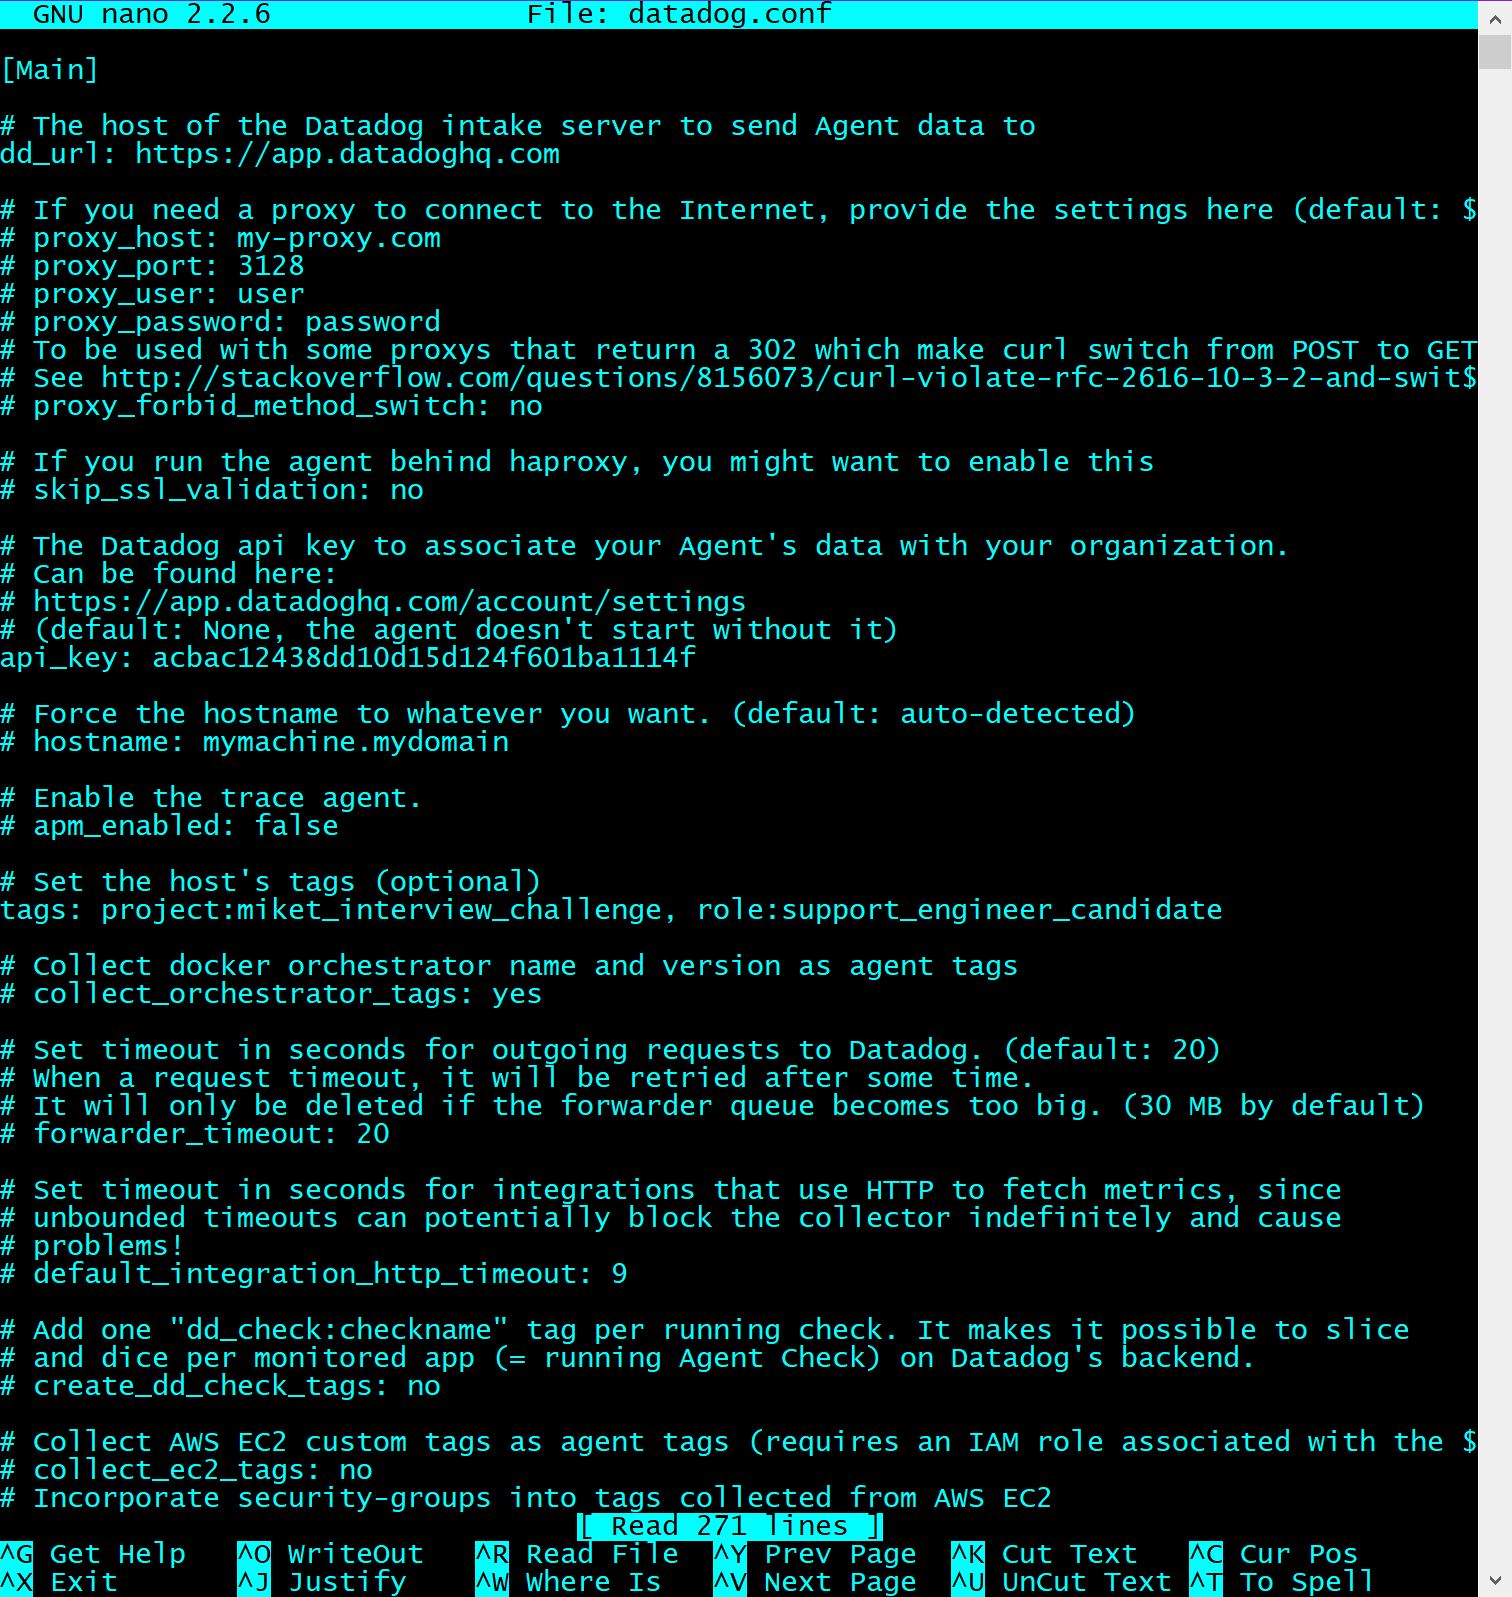 GNU nano 2.2.6 File: datadog.conf
[Main]
# The host of the Datadog intake server to send Agent data to
dd_url: https://app.datadoghq.com
# If you need a proxy to connect to the Internet, provide the settings here (default: $
# proxy_host: my-proxy.com
# proxy_port: 3128
# proxy_user: user
# proxy_password: password
# To be used with some proxys that return a 302 which make curl switch from POST to GET
# See http://stackoverflow.com/questions/8156073/curl-violate-rfc-2616-10-3-2-and-swit$
# proxy_forbid_method_switch: no
# If you run the agent behind haproxy, you might want to enable this
# skip_ssl_validation: no
# The Datadog api key to associate your Agent's data with your organization.
# Can be found here:
# https://app.datadoghq.com/account/settings
# (default: None, the agent doesn't start without it)
api_key: acbac12438dd10d15d124f601ba1114f
# Force the hostname to whatever you want. (default: auto-detected)
# hostname: mymachine.mydomain
# Enable the trace agent.
# apm_enabled: false
# Set the host's tags (optional)
tags: project:miket_interview_challenge, role:support_engineer_candidate
# Collect docker orchestrator name and version as agent tags
# collect_orchestrator_tags: yes
# Set timeout in seconds for outgoing requests to Datadog. (default: 20)
# When a request timeout, it will be retried after some time.
# It will only be deleted if the forwarder queue becomes too big. (30 MB by default)
# forwarder_timeout: 20
# Set timeout in seconds for integrations that use HTTP to fetch metrics, since
# unbounded timeouts can potentially block the collector indefinitely and cause
# problems!
# default_integration_http_timeout: 9
# Add one "dd_check:checkname" tag per running check. It makes it possible to slice
# and dice per monitored app (= running Agent Check) on Datadog's backend.
# create_dd_check_tags: no
# Collect AWS EC2 custom tags as agent tags (requires an IAM role associated with the $
# collect_ec2_tags: no
# Incorporate security-groups into tags collected from AWS EC2
[ Read 271 lines ]
^G Get Help ^O WriteOut ^R Read File ^Y Prev Page ^K Cut Text ^C Cur Pos
^X Exit ^J Justify ^W Where Is ^V Next Page ^U UnCut Text ^T To Spell